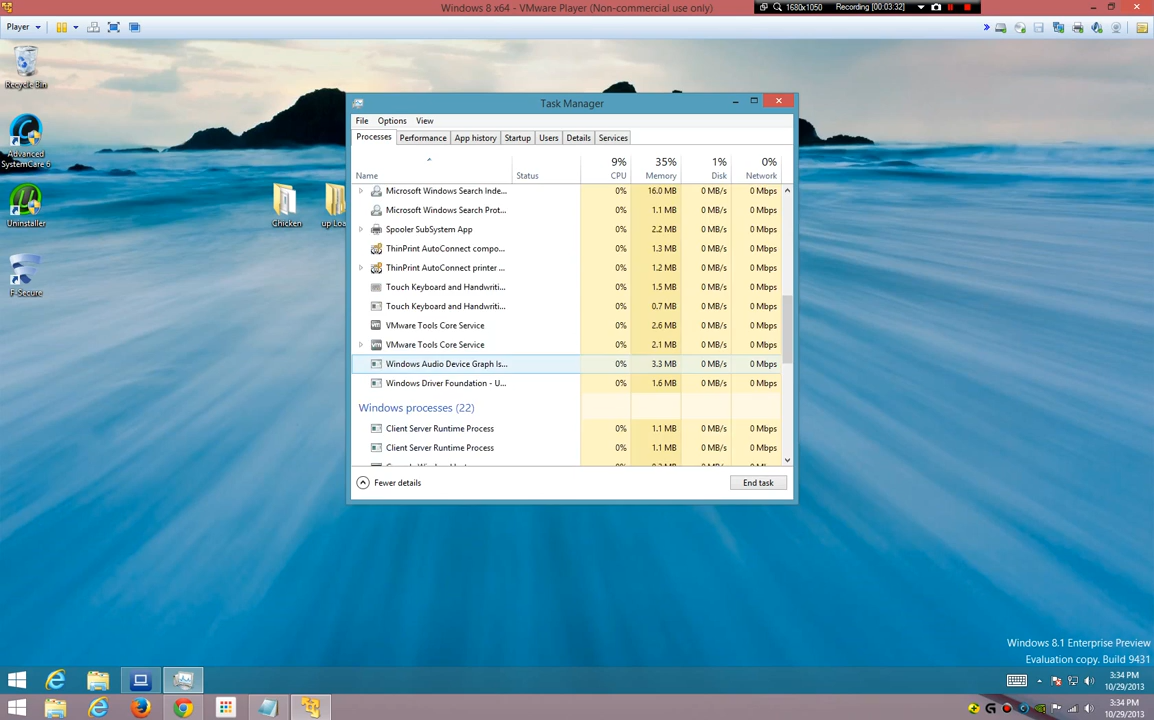 Windows 8 x64 - VMware Player (Non-commercial use only)
1680x1050
Recording [00:03:32]
Player
Recycle Bin
Advanced
SystemCare 6
Uninstaller
F-Secure
Chicken
up Loa
Task Manager
File Options View
Processes Performance App history Startup Users Details Services
9% 35% 1% 0%
Name Status CPU Memory Disk Network
Microsoft Windows Search Inde... 0% 16.0 MB 0 MB/s 0 Mbps
Microsoft Windows Search Prot... 0% 1.1 MB 0 MB/s 0 Mbps
Spooler SubSystem App 0% 2.2 MB 0 MB/s 0 Mbps
ThinPrint AutoConnect compo... 0% 1.3 MB 0 MB/s 0 Mbps
ThinPrint AutoConnect printer ... 0% 1.2 MB 0 MB/s 0 Mbps
Touch Keyboard and Handwriti... 0% 1.5 MB 0 MB/s 0 Mbps
Touch Keyboard and Handwriti... 0% 0.7 MB 0 MB/s 0 Mbps
VMware Tools Core Service 0% 2.6 MB 0 MB/s 0 Mbps
VMware Tools Core Service 0% 2.1 MB 0 MB/s 0 Mbps
Windows Audio Device Graph Is... 0% 3.3 MB 0 MB/s 0 Mbps
Windows Driver Foundation - U... 0% 1.6 MB 0 MB/s 0 Mbps
Windows processes (22)
Client Server Runtime Process 0% 1.1 MB 0 MB/s 0 Mbps
Client Server Runtime Process 0% 1.1 MB 0 MB/s 0 Mbps
Fewer details
End task
Windows 8.1 Enterprise Preview
Evaluation copy. Build 9431
3:34 PM
10/29/2013
3:34 PM
10/29/2013